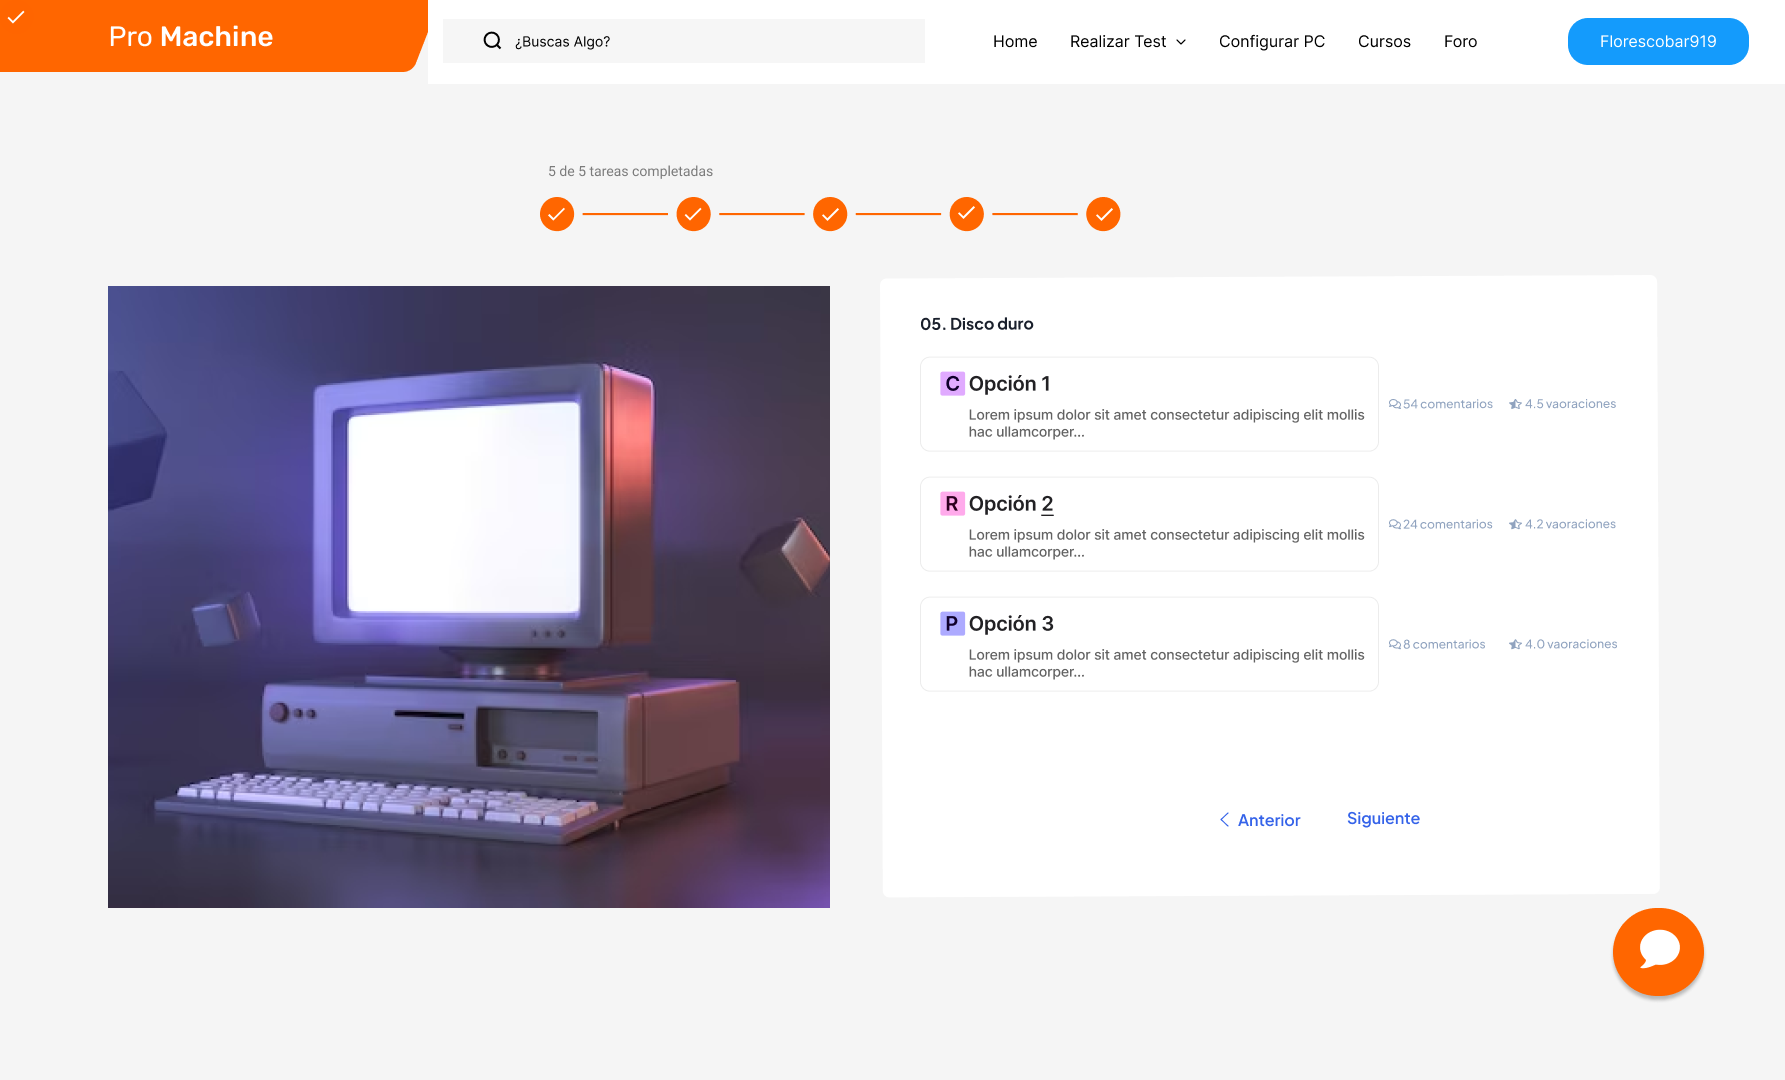 Pro Machine
¿Buscas Algo?
Home
Realizar Test
Configurar PC
Cursos
Foro
Florescobar919
5 de 5 tareas completadas
05. Disco duro
C Opción 1
Lorem ipsum dolor sit amet consectetur adipiscing elit mollis
hac ullamcorper...
54 comentarios
4.5 vaoraciones
R Opción 2
Lorem ipsum dolor sit amet consectetur adipiscing elit mollis
hac ullamcorper...
24 comentarios
4.2 vaoraciones
P Opción 3
Lorem ipsum dolor sit amet consectetur adipiscing elit mollis
hac ullamcorper...
8 comentarios
4.0 vaoraciones
Anterior
Siguiente